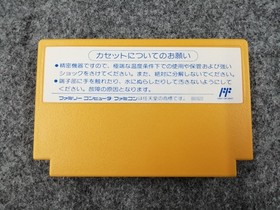 カセットについてのお願い
●精密機器ですので、極端な温度条件下での使用や保管および強い
ショックをさけてください。また、絶対に分解しないでください。
●端子部に手を触れたり、水にぬらしたりして汚さないようにして
ください。故障の原因となります。
ファミリーコンピュータ ファミコンは任天堂の商標です。
FF